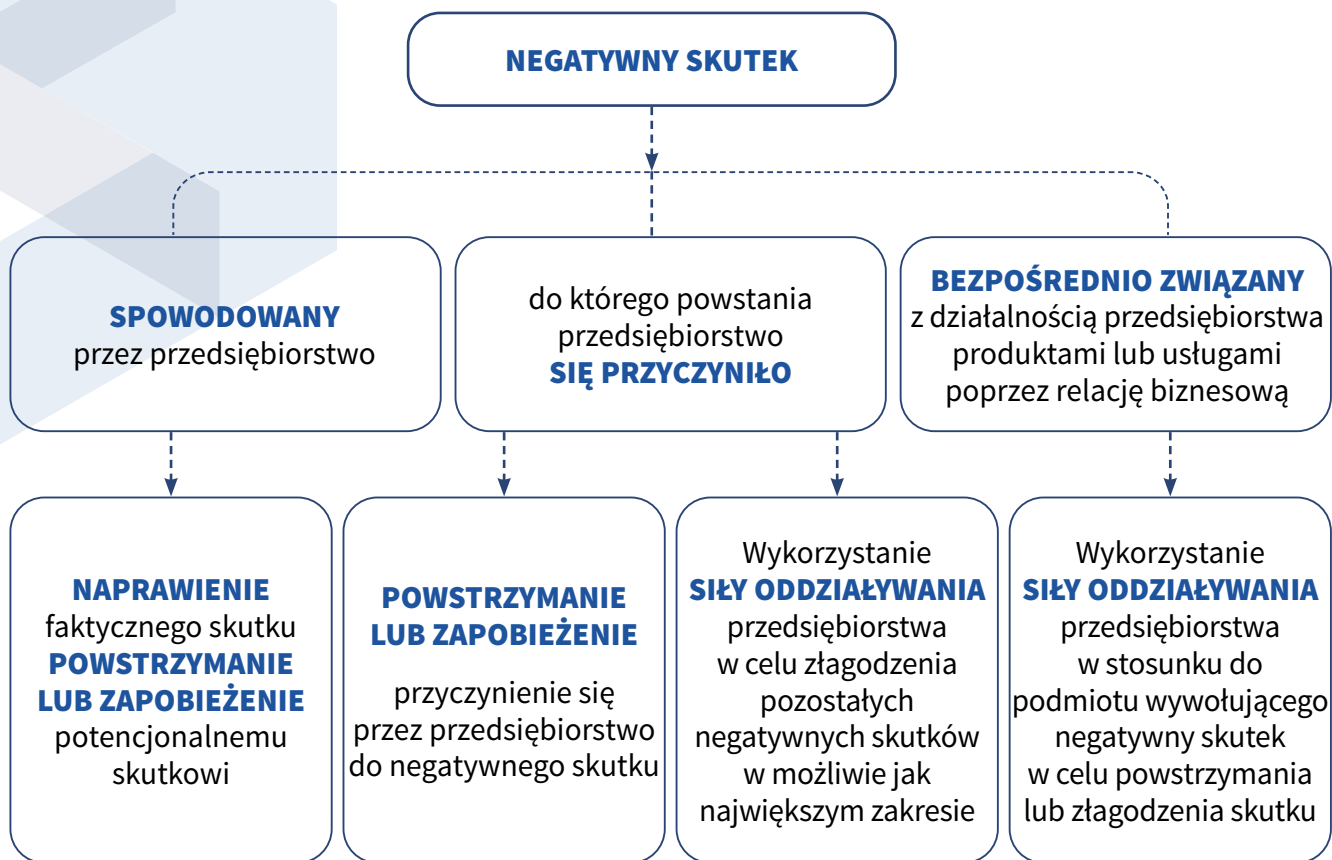 NEGATYWNY SKUTEK
SPOWODOWANY
przez przedsiębiorstwo
do którego powstania
przedsiębiorstwo
SIĘ PRZYCZYNIŁO
BEZPOŚREDNIO ZWIĄZANY
z działalnością przedsiębiorstwa
produktami lub usługami
poprzez relację biznesową
NAPRAWIENIE
faktycznego skutku
POWSTRZYMANIE
LUB ZAPOBIEŻENIE
potencjonalnemu
skutkowi
POWSTRZYMANIE
LUB ZAPOBIEŻENIE
przyczynienie się
przez przedsiębiorstwo
do negatywnego skutku
Wykorzystanie
SIŁY ODDZIAŁYWANIA
przedsiębiorstwa
w celu złagodzenia
pozostałych
negatywnych skutków
w możliwie jak
największym zakresie
Wykorzystanie
SIŁY ODDZIAŁYWANIA
przedsiębiorstwa
w stosunku do
podmiotu wywołującego
negatywny skutek
w celu powstrzymania
lub złagodzenia skutku